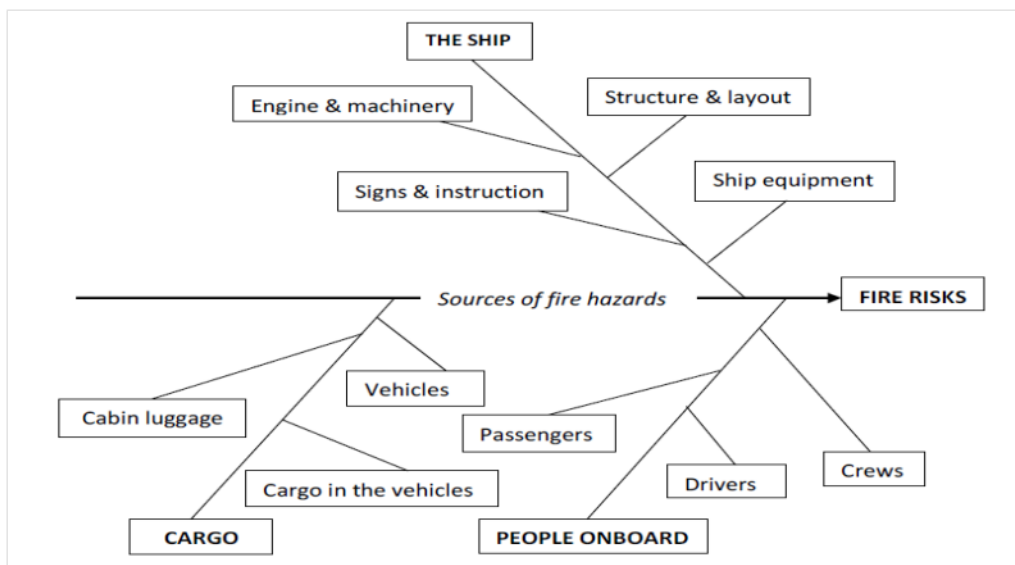 THE SHIP
Engine & machinery
Structure & layout
Signs & instruction
Ship equipment
Sources of fire hazards
FIRE RISKS
Vehicles
Cabin luggage
Passengers
Cargo in the vehicles
Drivers
Crews
CARGO
PEOPLE ONBOARD